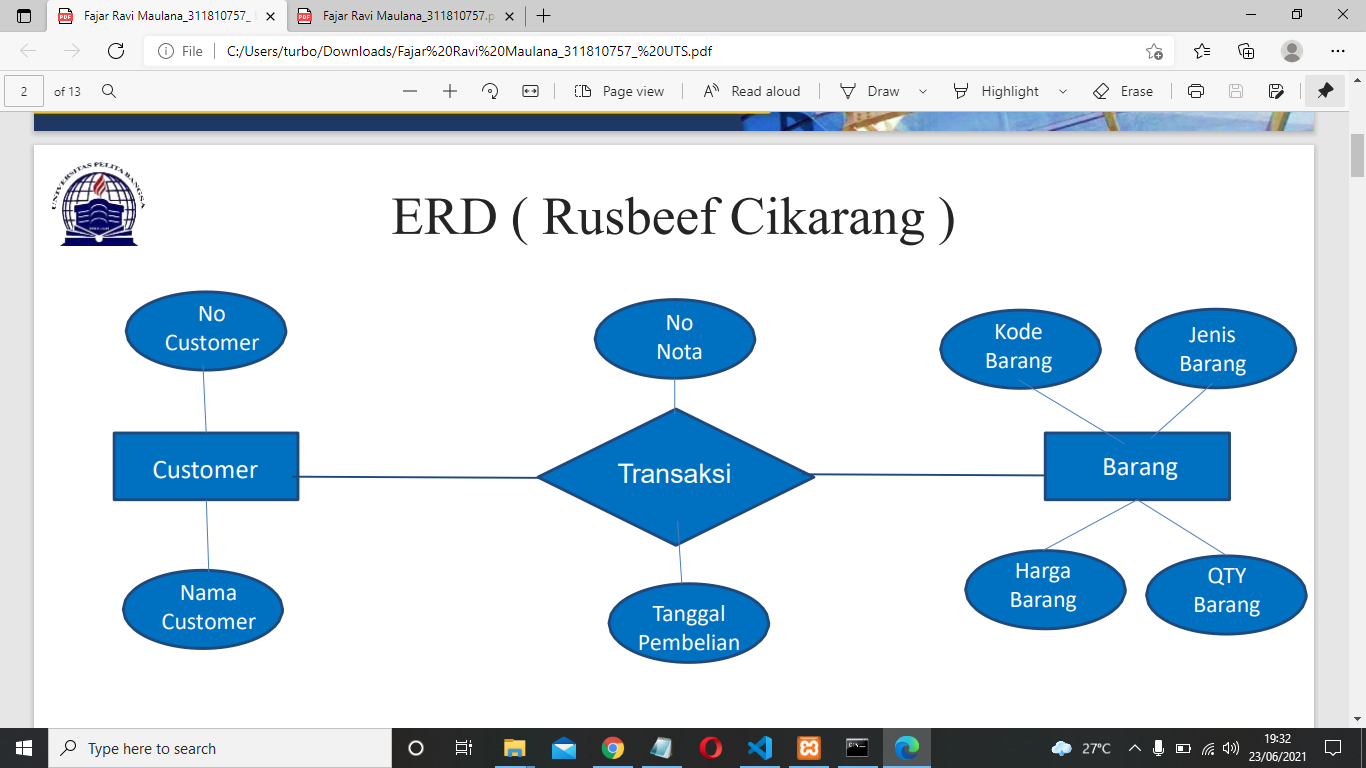 Fajar Ravi Maulana_311810757_
Fajar Ravi Maulana_311810757.p
File
C:/Users/turbo/Downloads/Fajar%20Ravi%20Maulana_311810757_%20UTS.pdf
2
of 13
Page view
Read aloud
Draw
Highlight
Erase
UNIVERSITAS PELITA BANGSA
ERD ( Rusbeef Cikarang )
No
Customer
No
Nota
Kode
Barang
Jenis
Barang
Customer
Transaksi
Barang
Nama
Customer
Tanggal
Pembelian
Harga
Barang
QTY
Barang
Type here to search
27°C
19:32
23/06/2021